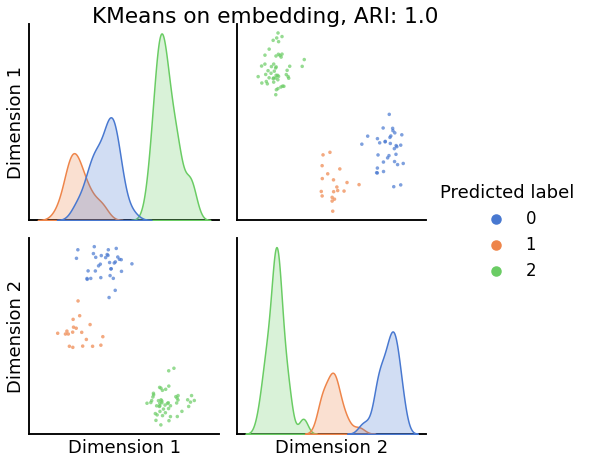 KMeans on embedding, ARI: 1.0
Dimension 1
Predicted label
0
1
2
Dimension 2
Dimension 1
Dimension 2